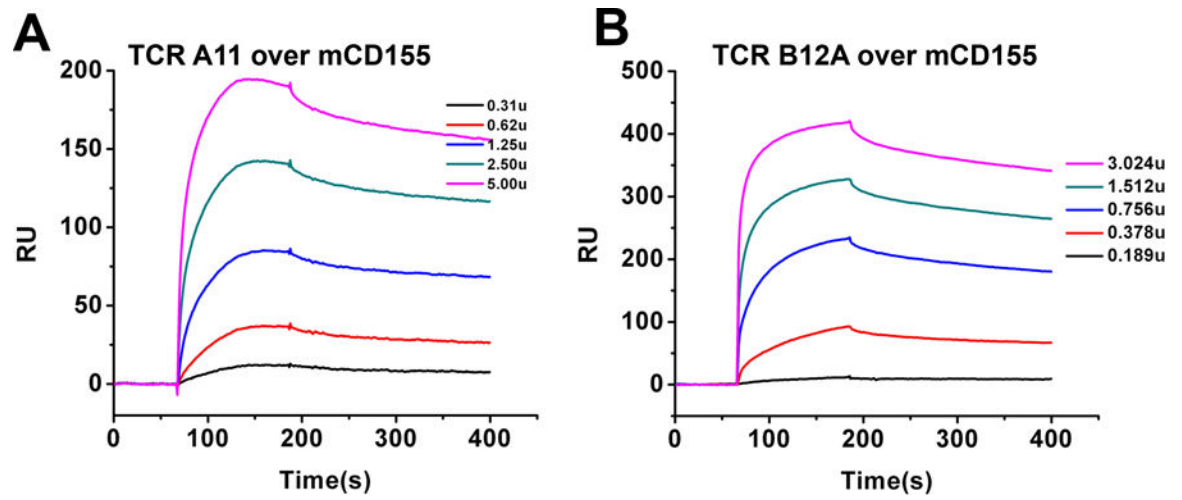 A
TCR A11 over mCD155
200
150
100
50
0
RU
0.31u
0.62u
1.25u
2.50u
5.00u
0 100 200 300 400
Time(s)
B
TCR B12A over mCD155
500
400
300
200
100
0
RU
3.024u
1.512u
0.756u
0.378u
0.189u
0 100 200 300 400
Time(s)